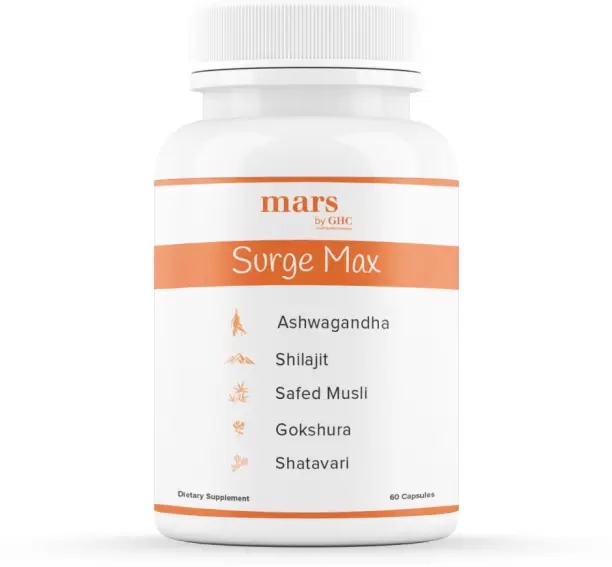 mars
by GHC
Surge Max
Ashwagandha
Shilajit
Safed Musli
Gokshura
Shatavari
Dietary Supplement
60 Capsules